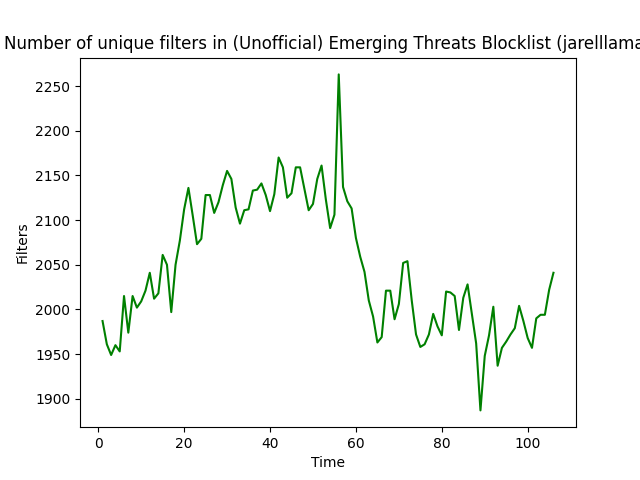 Number of unique filters in (Unofficial) Emerging Threats Blocklist (jarelllama
2250
2200
2150
2100
2050
2000
1950
1900
Filters
0 20 40 60 80 100
Time